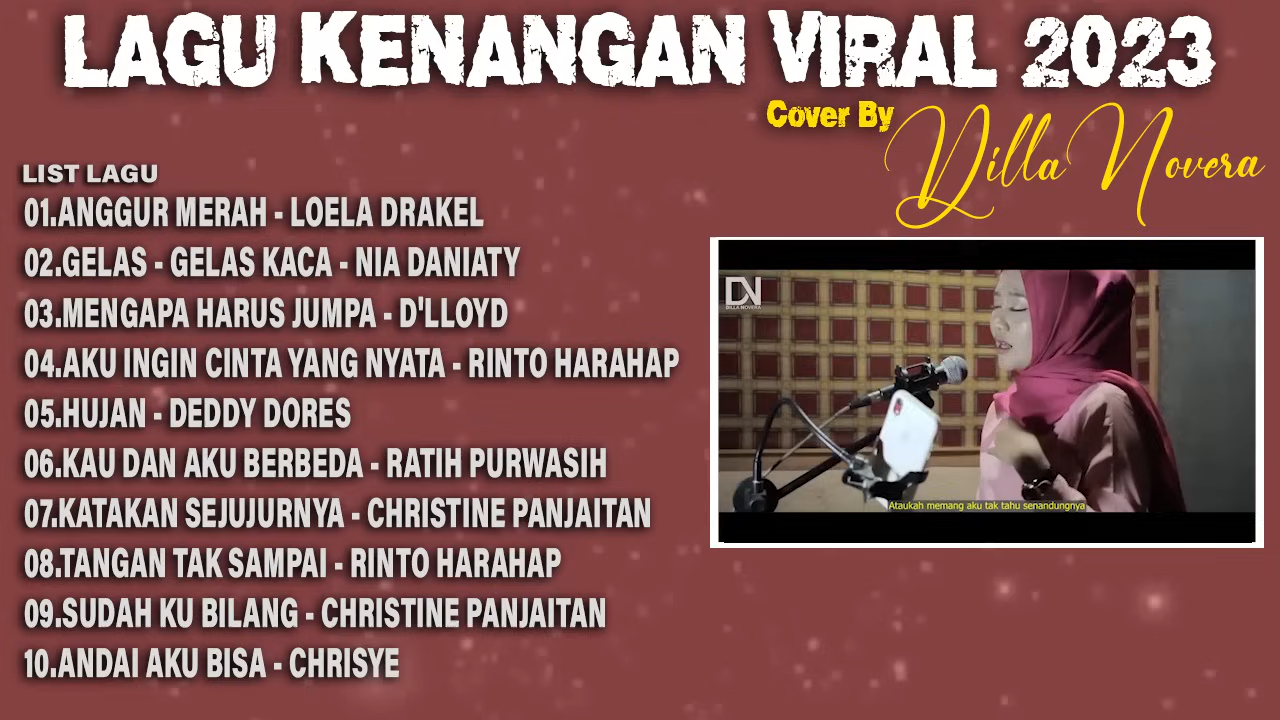 LAGU KENANGAN VIRAL 2023
Cover By Dilla Novera
LIST LAGU
01.ANGGUR MERAH - LOELA DRAKEL
02.GELAS - GELAS KACA - NIA DANIATY
03.MENGAPA HARUS JUMPA - D'LLOYD
04.AKU INGIN CINTA YANG NYATA - RINTO HARAHAP
05.HUJAN - DEDDY DORES
06.KAU DAN AKU BERBEDA - RATIH PURWASIH
07.KATAKAN SEJUJURNYA - CHRISTINE PANJAITAN
08.TANGAN TAK SAMPAI - RINTO HARAHAP
09.SUDAH KU BILANG - CHRISTINE PANJAITAN
10.ANDAI AKU BISA - CHRISYE
DN
DILLA NOVERA
Ataukah memang aku tak tahu senandungnya